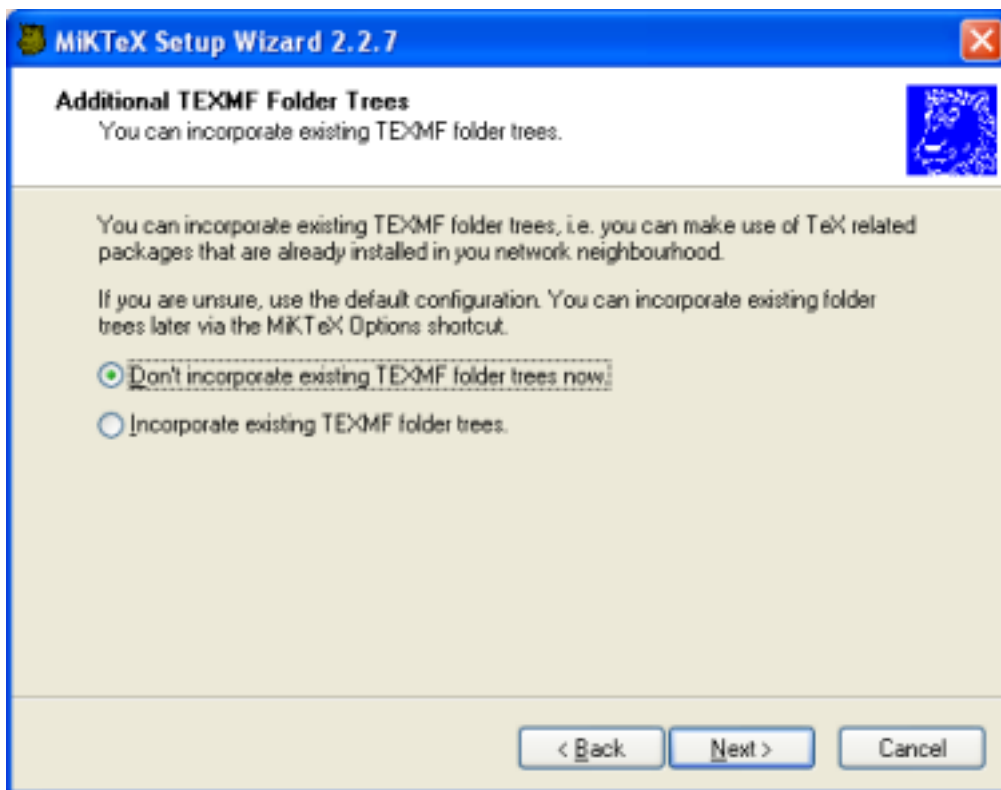 MiKTeX Setup Wizard 2.2.7
Additional TEXMF Folder Trees
You can incorporate existing TEXMF folder trees.
You can incorporate existing TEXMF folder trees, i.e. you can make use of TeX related
packages that are already installed in you network neighbourhood.
If you are unsure, use the default configuration. You can incorporate existing folder
trees later via the MiKTeX Options shortcut.
Don't incorporate existing TEXMF folder trees now.
Incorporate existing TEXMF folder trees.
< Back Next > Cancel